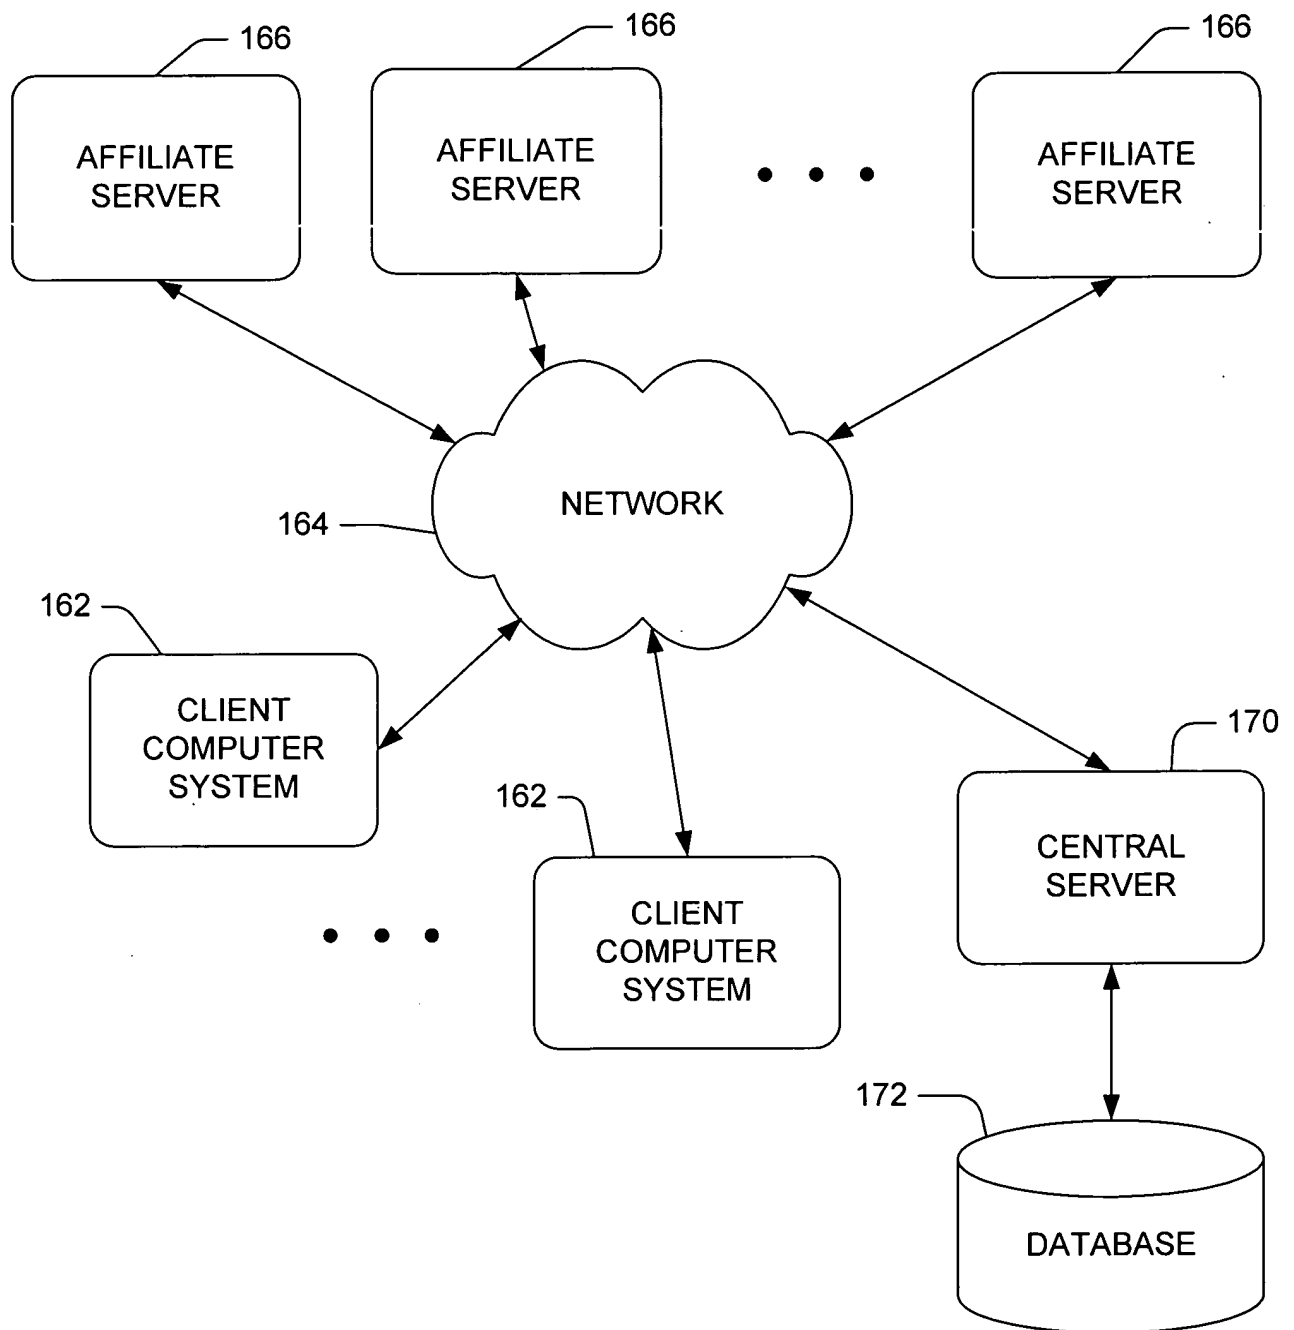 166
166
166
AFFILIATE
SERVER
AFFILIATE
SERVER
AFFILIATE
SERVER
NETWORK
164
162
CLIENT
COMPUTER
SYSTEM
170
162
CENTRAL
SERVER
CLIENT
COMPUTER
SYSTEM
172
DATABASE